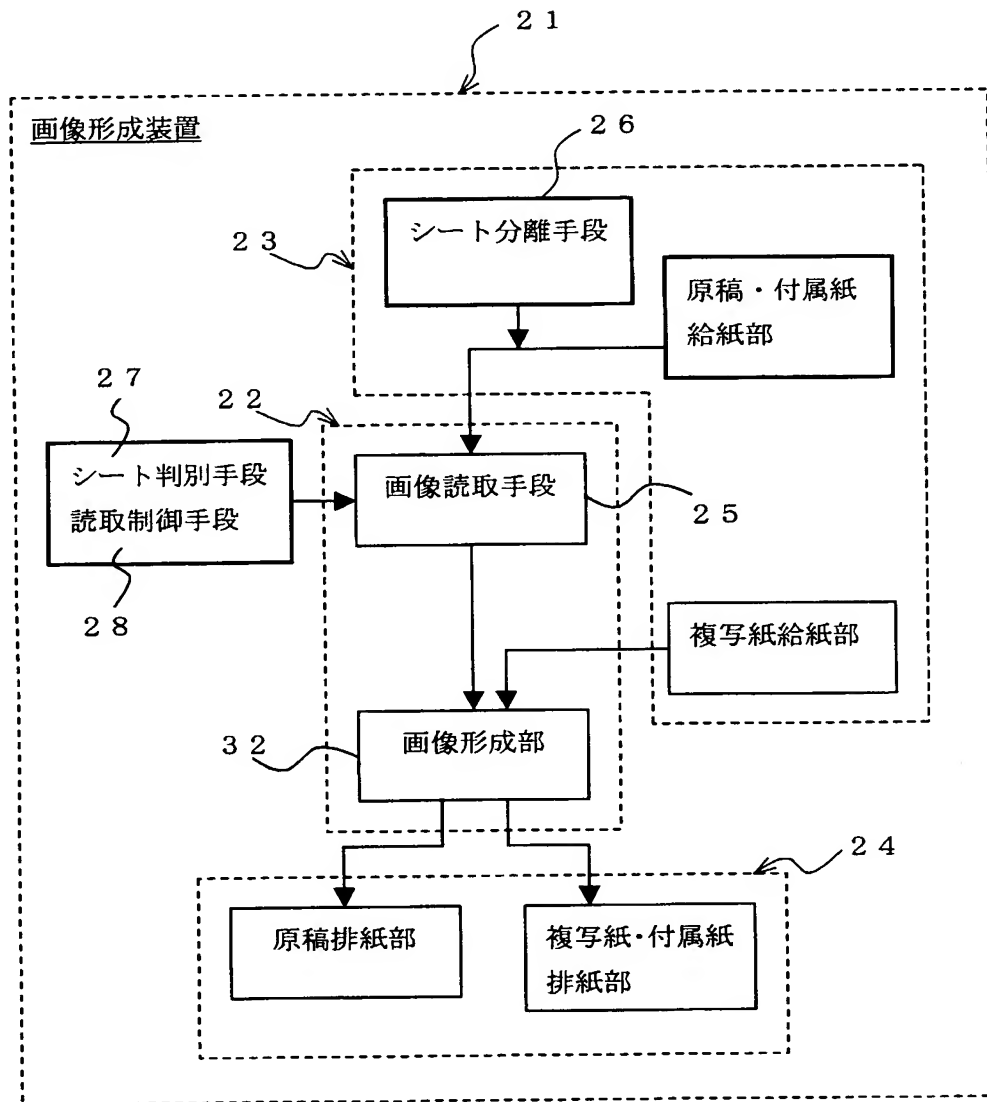 ２１
画像形成装置
２６
シート分離手段
２３
原稿・付属紙
給紙部
２７
２２
シート判別手段
読取制御手段
画像読取手段
２５
２８
複写紙給紙部
３２
画像形成部
２４
原稿排紙部
複写紙・付属紙
排紙部